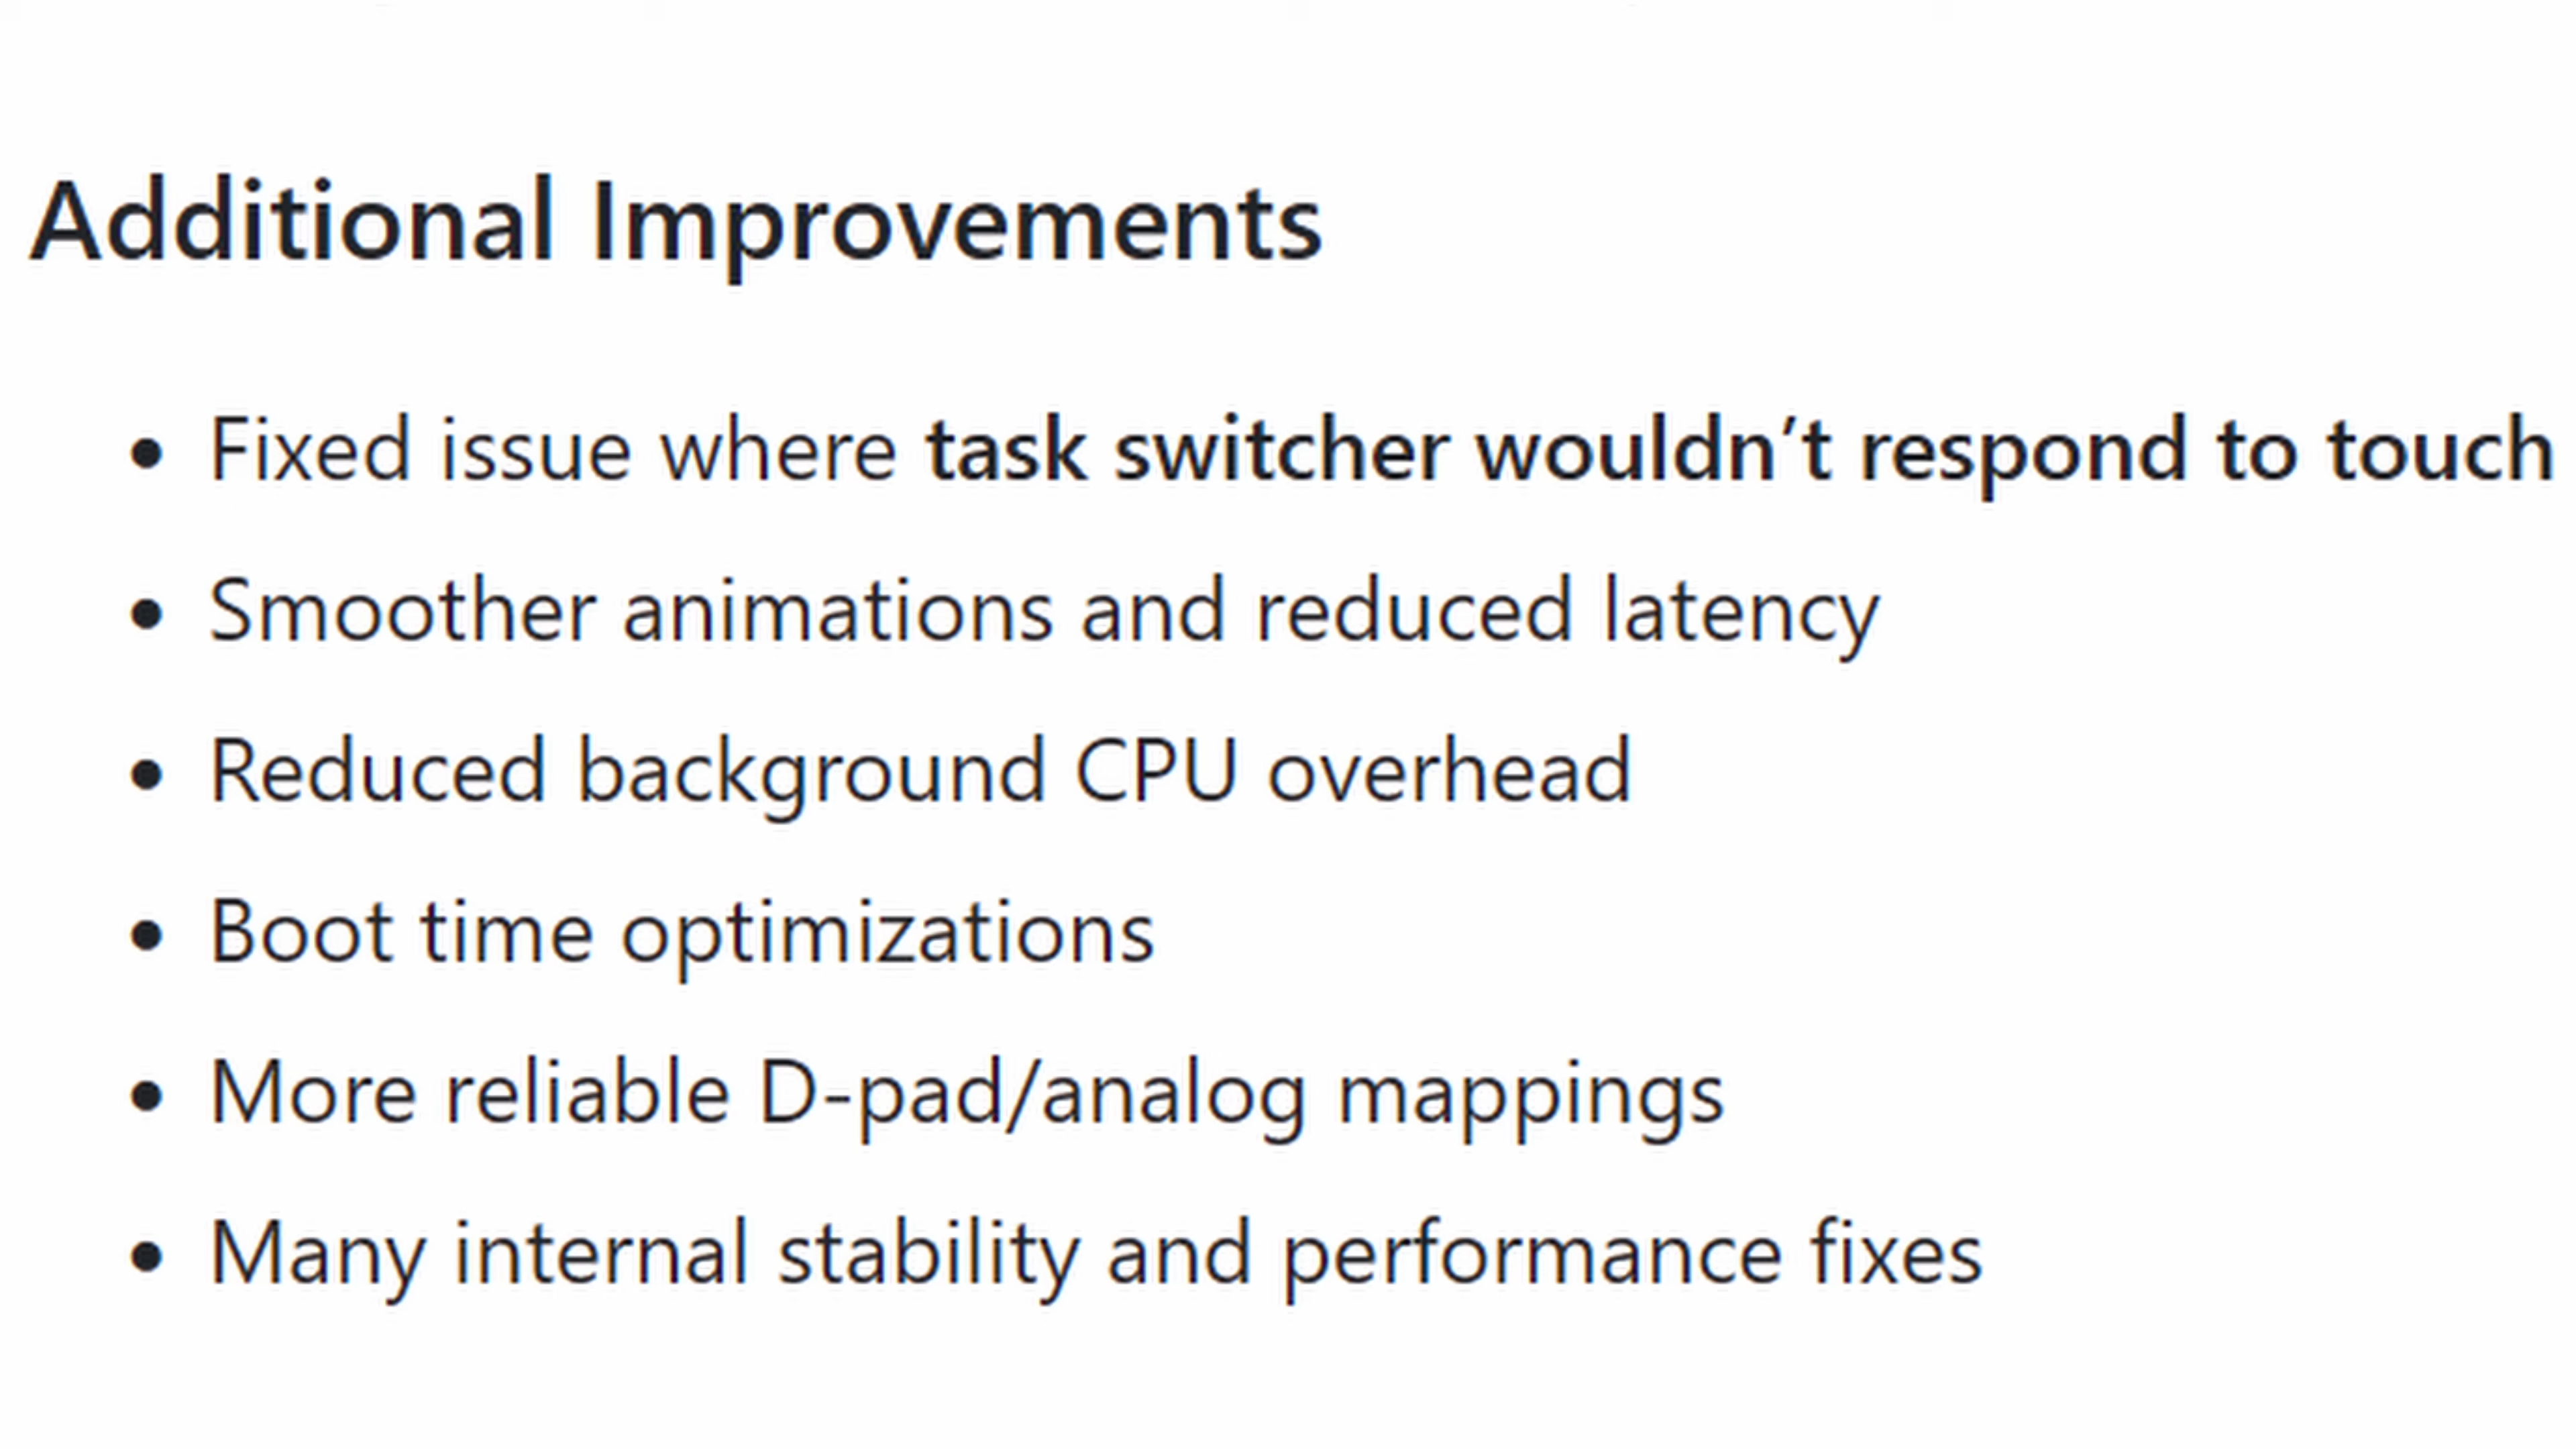 Additional Improvements
Fixed issue where task switcher wouldn’t respond to touch
Smoother animations and reduced latency
Reduced background CPU overhead
Boot time optimizations
More reliable D-pad/analog mappings
Many internal stability and performance fixes